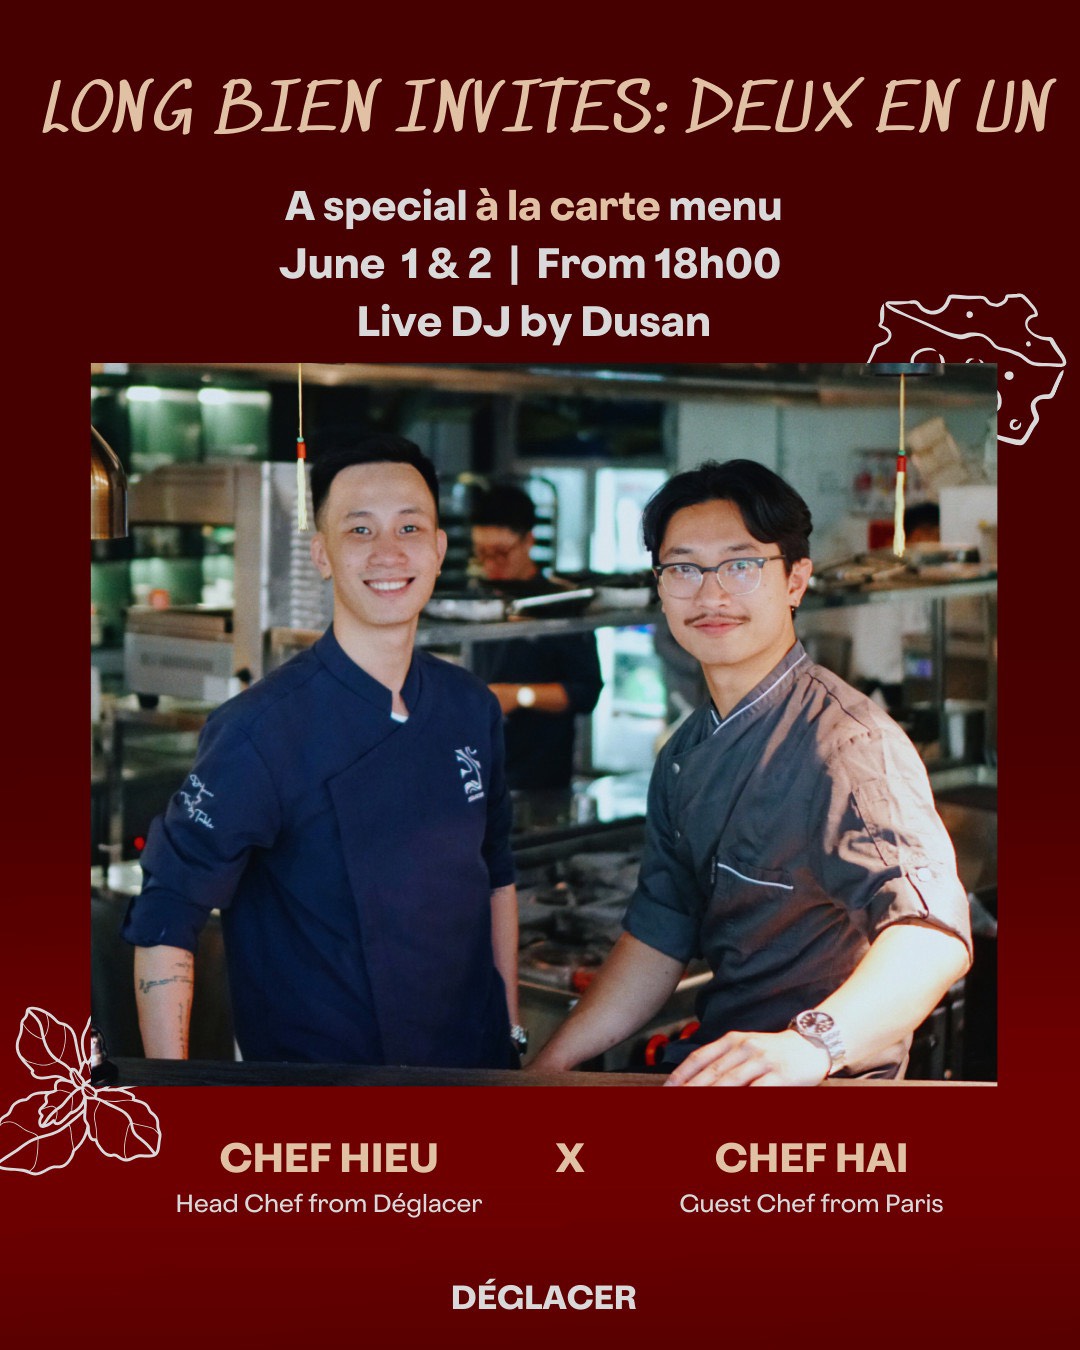 LONG BIEN INVITES: DEUX EN UN
A special à la carte menu
June 1 & 2 | From 18h00
Live DJ by Dusan
CHEF HIEU X CHEF HAI
Head Chef from Déglacer Guest Chef from Paris
DÉGLACER